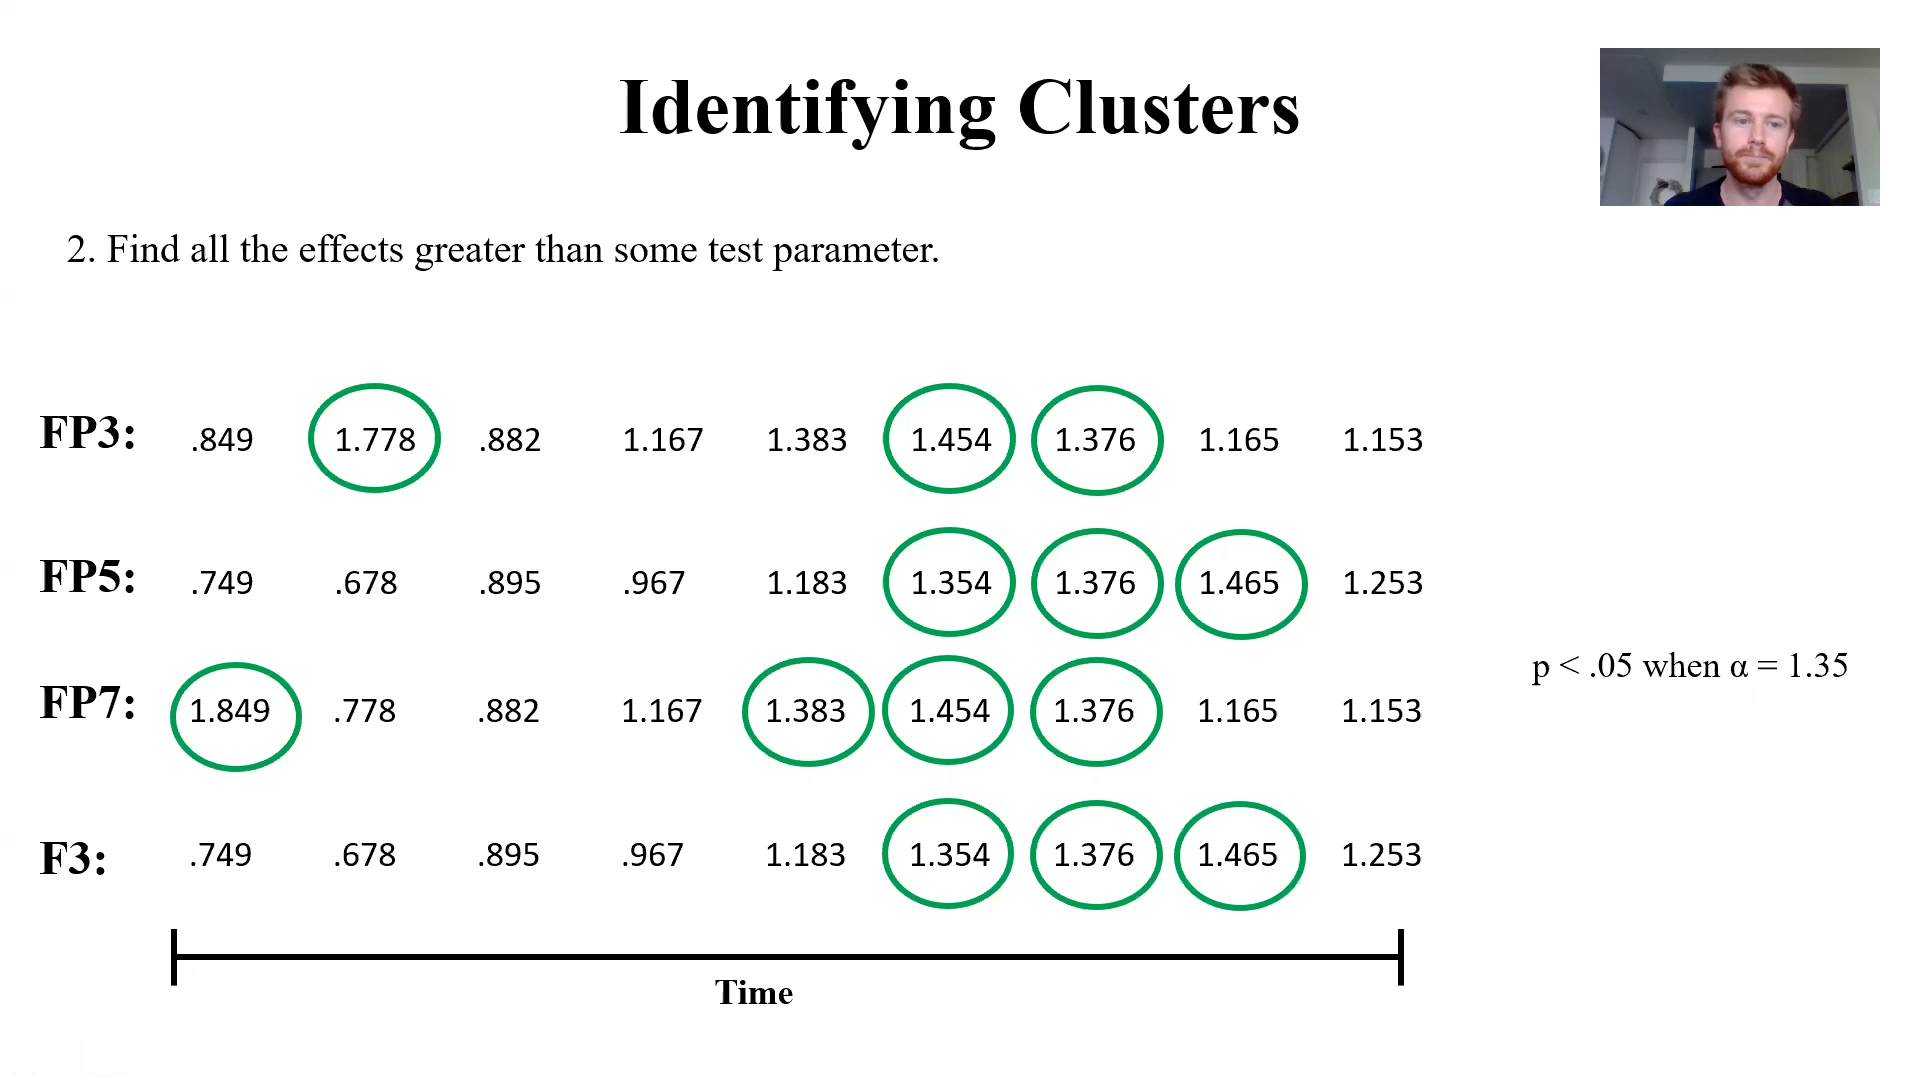 Identifying Clusters
2. Find all the effects greater than some test parameter.
FP3: .849 1.778 .882 1.167 1.383 1.454 1.376 1.165 1.153
FP5: .749 .678 .895 .967 1.183 1.354 1.376 1.465 1.253
p < .05 when α = 1.35
FP7: 1.849 .778 .882 1.167 1.383 1.454 1.376 1.165 1.153
F3: .749 .678 .895 .967 1.183 1.354 1.376 1.465 1.253
Time